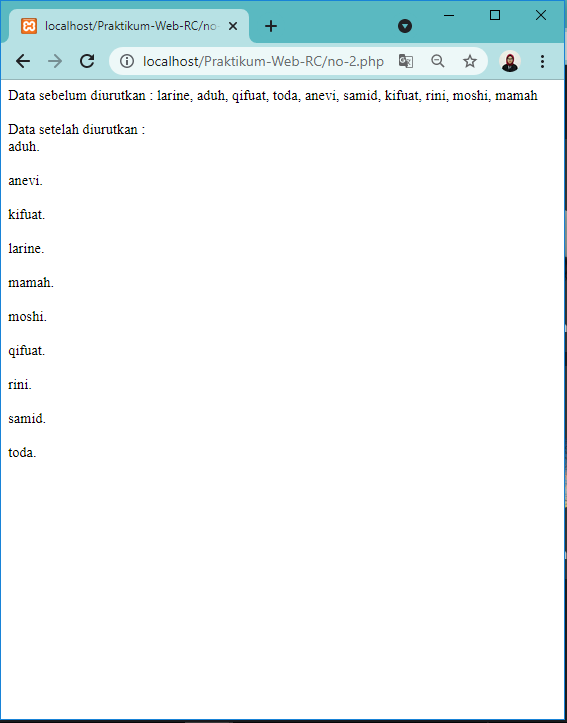 localhost/Praktikum-Web-RC/no-
localhost/Praktikum-Web-RC/no-2.php
Data sebelum diurutkan : larine, aduh, qifuat, toda, anevi, samid, kifuat, rini, moshi, mamah
Data setelah diurutkan :
aduh.
anevi.
kifuat.
larine.
mamah.
moshi.
qifuat.
rini.
samid.
toda.